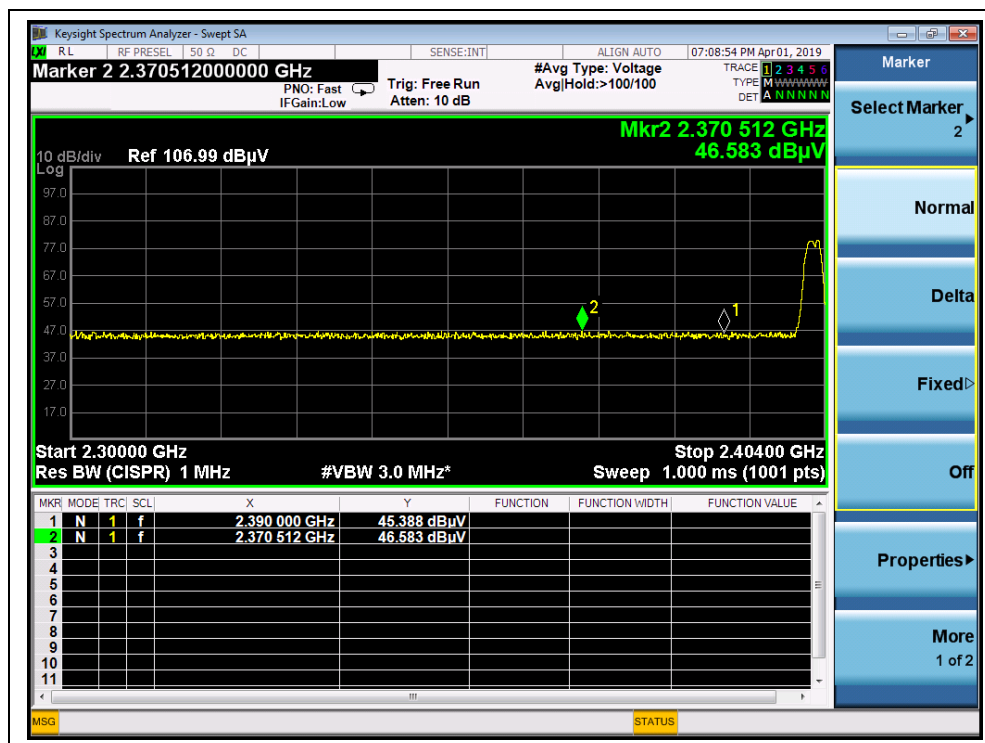 Keysight Spectrum Analyzer - Swept SA
LXI RL RF PRESEL 50 Ω DC SENSE:INT ALIGN AUTO 07:08:54 PM Apr 01, 2019
Marker 2 2.370512000000 GHz
PNO: Fast
IFGain:Low
Trig: Free Run
Atten: 10 dB
#Avg Type: Voltage
Avg|Hold:>100/100
TRACE 1 2 3 4 5 6
TYPE M W W W W W
DET A N N N N N
Mkr2 2.370 512 GHz
46.583 dBµV
10 dB/div Ref 106.99 dBµV
Log
97.0
87.0
77.0
67.0
57.0
47.0
37.0
27.0
17.0
2
1
Start 2.30000 GHz Stop 2.40400 GHz
Res BW (CISPR) 1 MHz #VBW 3.0 MHz* Sweep 1.000 ms (1001 pts)
MKR MODE TRC SCL X Y FUNCTION FUNCTION WIDTH FUNCTION VALUE
1 N 1 f 2.390 000 GHz 45.388 dBµV
2 N 1 f 2.370 512 GHz 46.583 dBµV
3
4
5
6
7
8
9
10
11
MSG STATUS
Marker
Select Marker
2
Normal
Delta
Fixed
Off
Properties
More
1 of 2